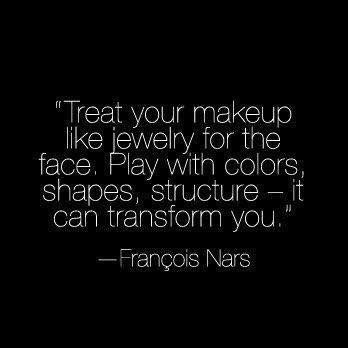 "Treat your makeup
like jewelry for the
face. Play with colors,
shapes, structure – it
can transform you."
—François Nars